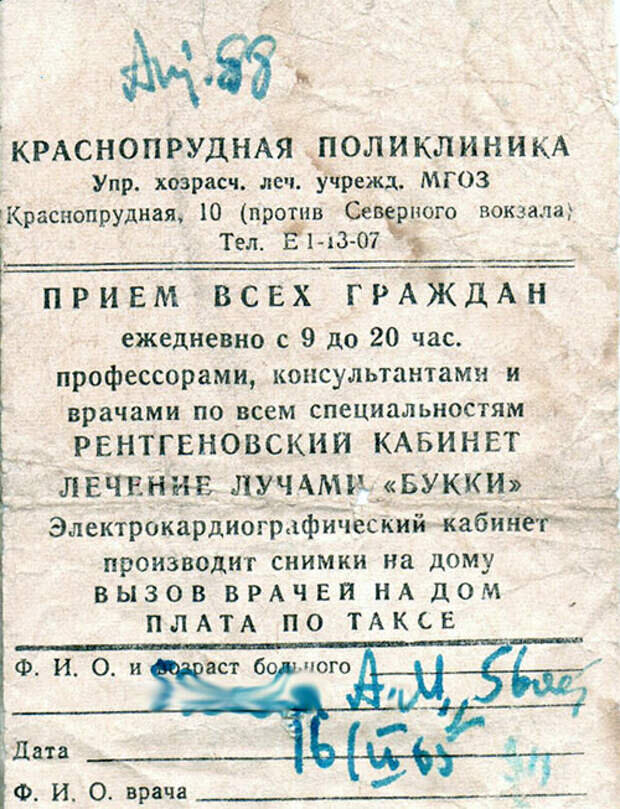 КРАСНОПРУДНАЯ ПОЛИКЛИНИКА
Упр. хозрасч. леч. учрежд. МГОЗ
Краснопрудная, 10 (против Северного вокзала)
Тел. Е 1-13-07
ПРИЕМ ВСЕХ ГРАЖДАН
ежедневно с 9 до 20 час.
профессорами, консультантами и
врачами по всем специальностям
РЕНТГЕНОВСКИЙ КАБИНЕТ
ЛЕЧЕНИЕ ЛУЧАМИ «БУККИ»
Электрокардиографический кабинет
производит снимки на дому
ВЫЗОВ ВРАЧЕЙ НА ДОМ
ПЛАТА ПО ТАКСЕ
Ф. И. О. и возраст больного А.М.
Дата 16/
Ф. И. О. врача